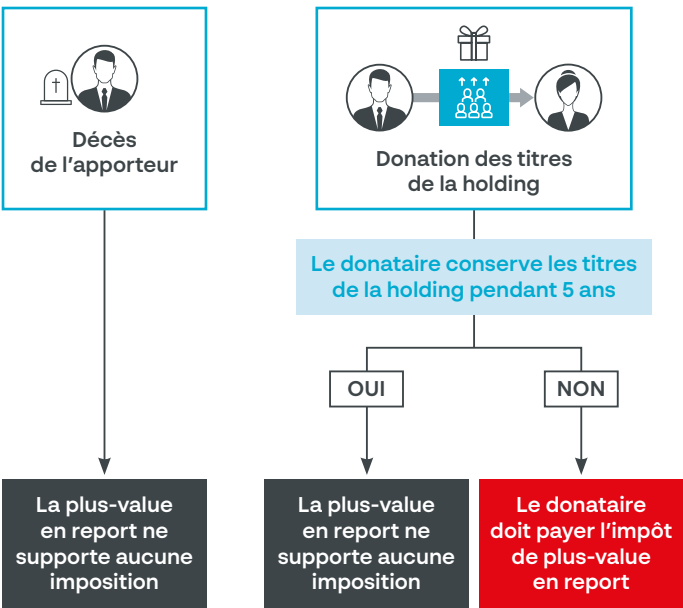 Décès
de l'apporteur
Donation des titres
de la holding
Le donataire conserve les titres
de la holding pendant 5 ans
OUI
NON
La plus-value
en report ne
supporte aucune
imposition
La plus-value
en report ne
supporte aucune
imposition
Le donataire
doit payer l'impôt
de plus-value
en report